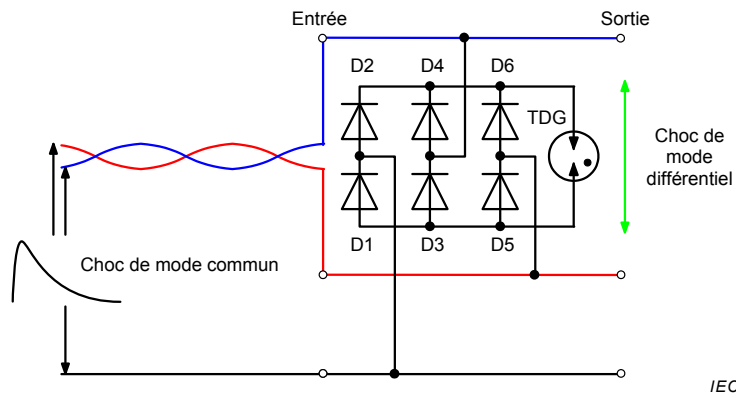 Entrée
Sortie
D2
D4
D6
TDG
Choc de
mode
différentiel
D1
D3
D5
Choc de mode commun
IEC